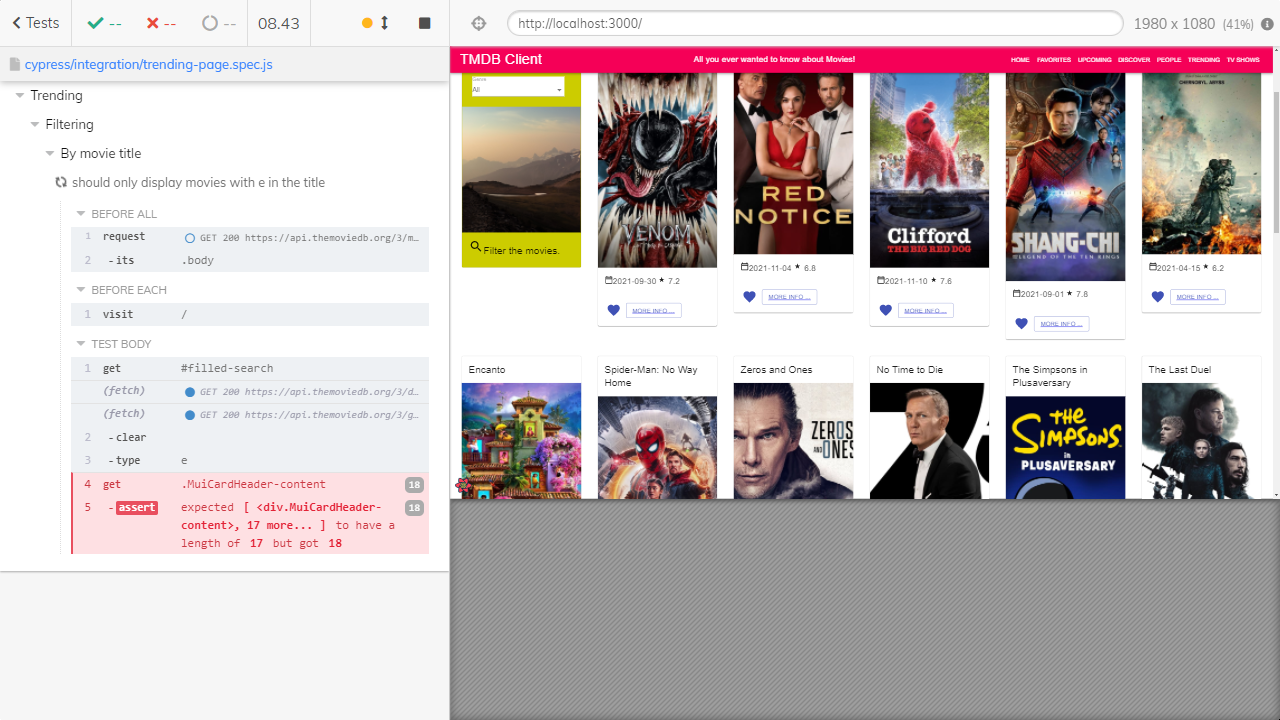 Tests
--
--
--
08.43
http://localhost:3000/
1980 x 1080 (41%)
cypress/integration/trending-page.spec.js
Trending
Filtering
By movie title
should only display movies with e in the title
BEFORE ALL
1 request GET 200 https://api.themoviedb.org/3/m…
2 -its .body
BEFORE EACH
1 visit /
TEST BODY
1 get #filled-search
(fetch) GET 200 https://api.themoviedb.org/3/d…
(fetch) GET 200 https://api.themoviedb.org/3/g…
2 -clear
3 -type e
4 get .MuiCardHeader-content 18
5 -assert expected [ <div.MuiCardHeader- 18
content>, 17 more... ] to have a
length of 17 but got 18
TMDB Client
All you ever wanted to know about Movies!
HOME FAVORITES UPCOMING DISCOVER PEOPLE TRENDING TV SHOWS
Genre
All
Filter the movies.
VENOM
2021-09-30 ★ 7.2
MORE INFO ...
RED
NOTICE
2021-11-04 ★ 6.8
MORE INFO ...
Clifford
THE BIG RED DOG
2021-11-10 ★ 7.6
MORE INFO ...
SHANG-CHI
LEGEND OF THE TEN RINGS
2021-09-01 ★ 7.8
MORE INFO ...
CHERNOBYL. ABYSS
2021-04-15 ★ 6.2
MORE INFO ...
Encanto
Spider-Man: No Way
Home
Zeros and Ones
ZEROS
AND ONES
No Time to Die
The Simpsons in
Plusaversary
THE
SIMPSONS
in
PLUSAVERSARY
The Last Duel